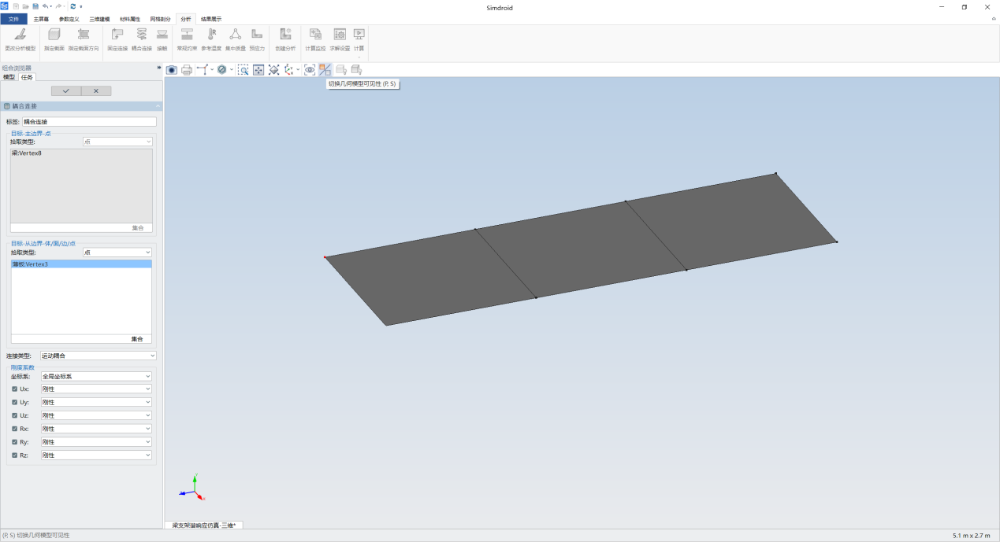 Simdroid
文件 主屏幕 参数定义 三维建模 材料属性 网格剖分 分析 结果展示
更改分析模型 指定截面 指定截面方向 固定连接 耦合连接 接触 常规约束 参考温度 集中质量 预应力 创建分析 计算监控 求解设置 计算
组合浏览器
模型 任务
切换几何模型可见性 (P, S)
耦合连接
标签: 耦合连接
目标-主边界-点
拾取类型: 点
梁:Vertex8
集合
目标-从边界-体/面/边/点
拾取类型: 点
薄板:Vertex3
集合
连接类型: 运动耦合
刚度系数
坐标系: 全局坐标系
Ux: 刚性
Uy: 刚性
Uz: 刚性
Rx: 刚性
Ry: 刚性
Rz: 刚性
Y
Z
X
梁支架谐响应仿真-三维*
(P, S) 切换几何模型可见性
5.1 m x 2.7 m